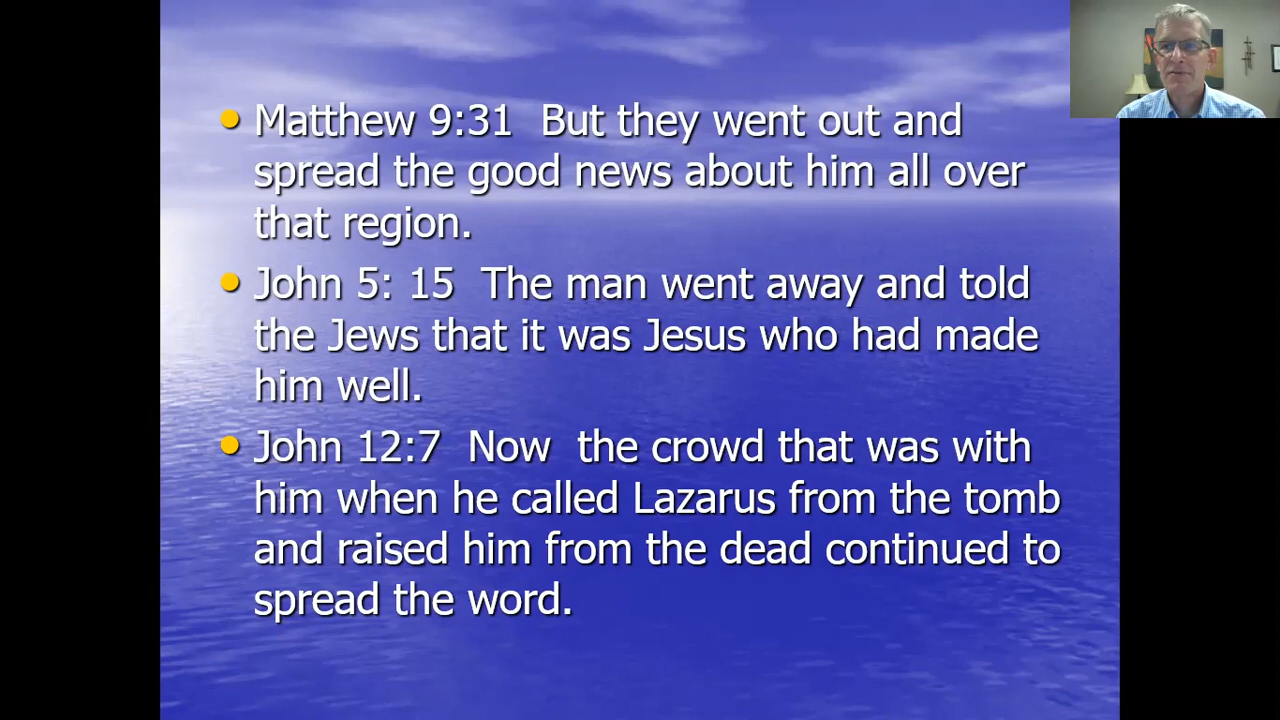 Matthew 9:31 But they went out and
spread the good news about him all over
that region.
John 5: 15 The man went away and told
the Jews that it was Jesus who had made
him well.
John 12:7 Now the crowd that was with
him when he called Lazarus from the tomb
and raised him from the dead continued to
spread the word.